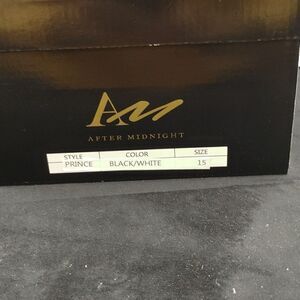 AM
AFTER MIDNIGHT
STYLE COLOR SIZE
PRINCE BLACK/WHITE 15